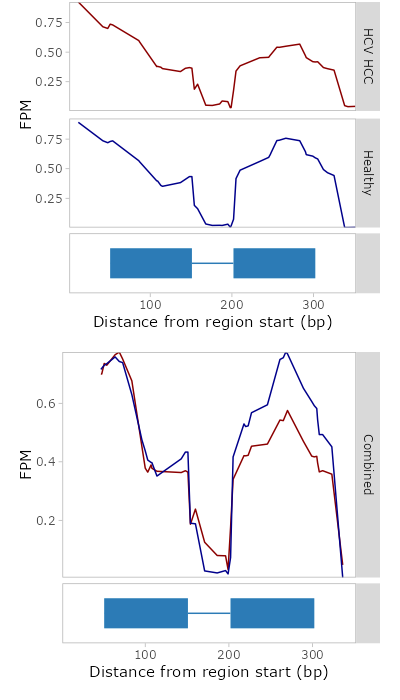 0.75
0.50
0.25
HCV HCC
FPM
0.75
0.50
0.25
Healthy
100
200
300
Distance from region start (bp)
0.6
0.4
0.2
FPM
Combined
100
200
300
Distance from region start (bp)